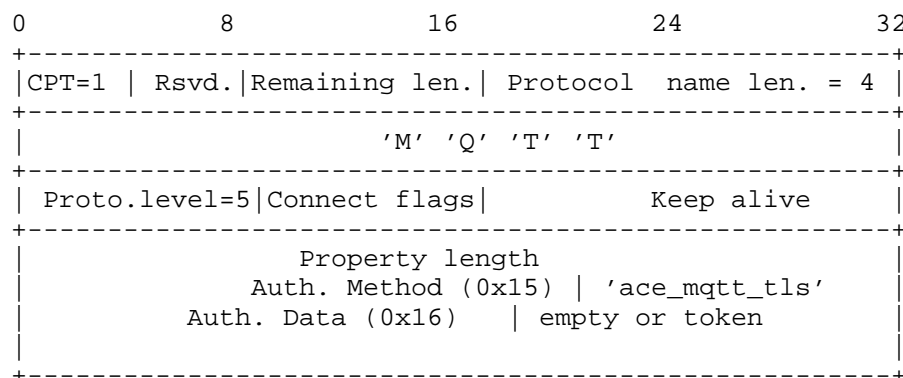 0 8 16 24 32
+------------------------------------------------------+
|CPT=1 | Rsvd.|Remaining len.| Protocol name len. = 4 |
+------------------------------------------------------+
| ’M’ ’Q’ ’T’ ’T’ |
+------------------------------------------------------+
| Proto.level=5|Connect flags| Keep alive |
+------------------------------------------------------+
| Property length |
| Auth. Method (0x15) | ’ace_mqtt_tls’ |
| Auth. Data (0x16) | empty or token |
| |
+------------------------------------------------------+